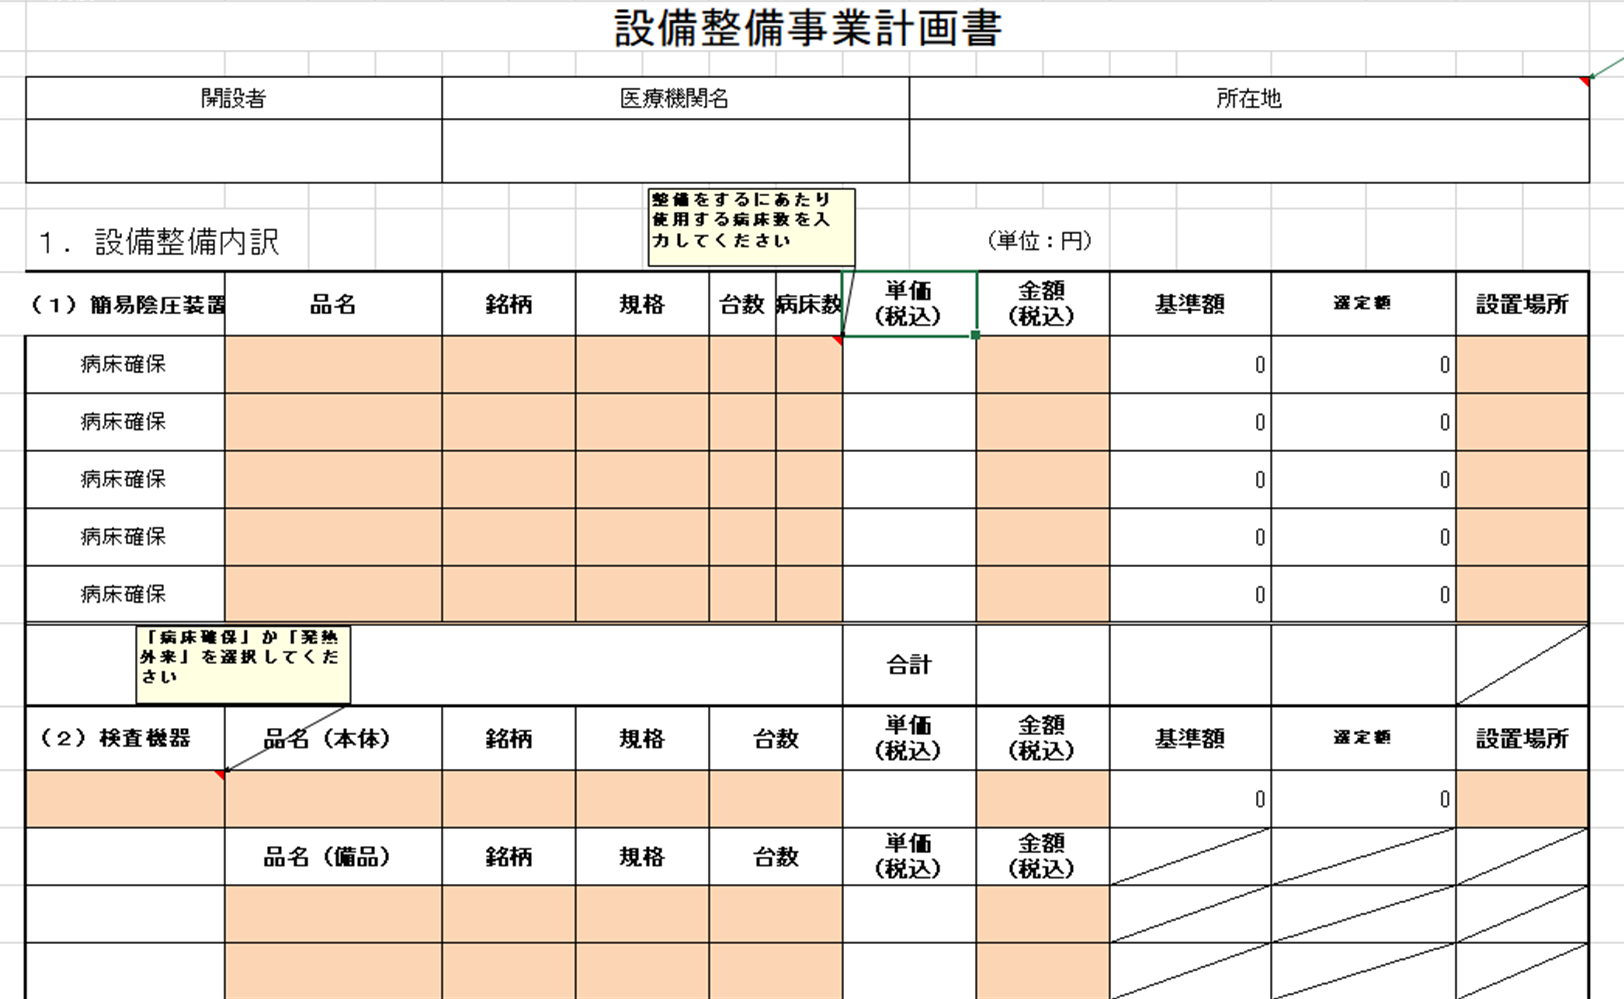 設備整備事業計画書
開設者 医療機関名 所在地
整備をするにあたり
使用する病床数を入
力してください
1．設備整備内訳 （単位：円）
（1）簡易陰圧装置 品名 銘柄 規格 台数 病床数 単価(税込) 金額(税込) 基準額 選定額 設置場所
病床確保 0 0
病床確保 0 0
病床確保 0 0
病床確保 0 0
病床確保 0 0
「病床確保」か「発熱
外来」を選択してくだ
さい
合計
（2）検査機器 品名（本体） 銘柄 規格 台数 単価(税込) 金額(税込) 基準額 選定額 設置場所
0 0
品名（備品） 銘柄 規格 台数 単価(税込) 金額(税込)